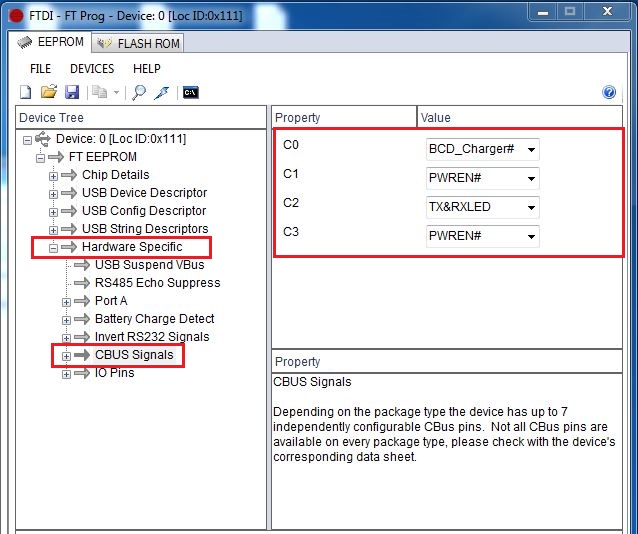 FTDI - FT Prog - Device: 0 [Loc ID:0x111]
EEPROM FLASH ROM
FILE DEVICES HELP
C:\
Device Tree
Device: 0 [Loc ID:0x111]
FT EEPROM
Chip Details
USB Device Descriptor
USB Config Descriptor
USB String Descriptors
Hardware Specific
USB Suspend VBus
RS485 Echo Suppress
Port A
Battery Charge Detect
Invert RS232 Signals
CBUS Signals
IO Pins
Property Value
C0 BCD_Charger#
C1 PWREN#
C2 TX&RXLED
C3 PWREN#
Property
CBUS Signals
Depending on the package type the device has up to 7
independently configurable CBus pins. Not all CBus pins are
available on every package type, please check with the device's
corresponding data sheet.